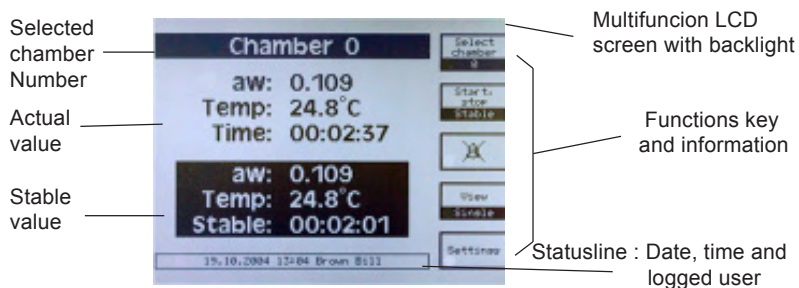 Selected
chamber
Number
Actual
value
Stable
value
Chamber 0
aw: 0.109
Temp: 24.8°C
Time: 00:02:37
aw: 0.109
Temp: 24.8°C
Stable: 00:02:01
19.10.2004 13:04 Brown Bill
Select
chamber
0
Start/
stop
Stable
View
Single
Settings
Multifuncion LCD
screen with backlight
Functions key
and information
Statusline : Date, time and
logged user